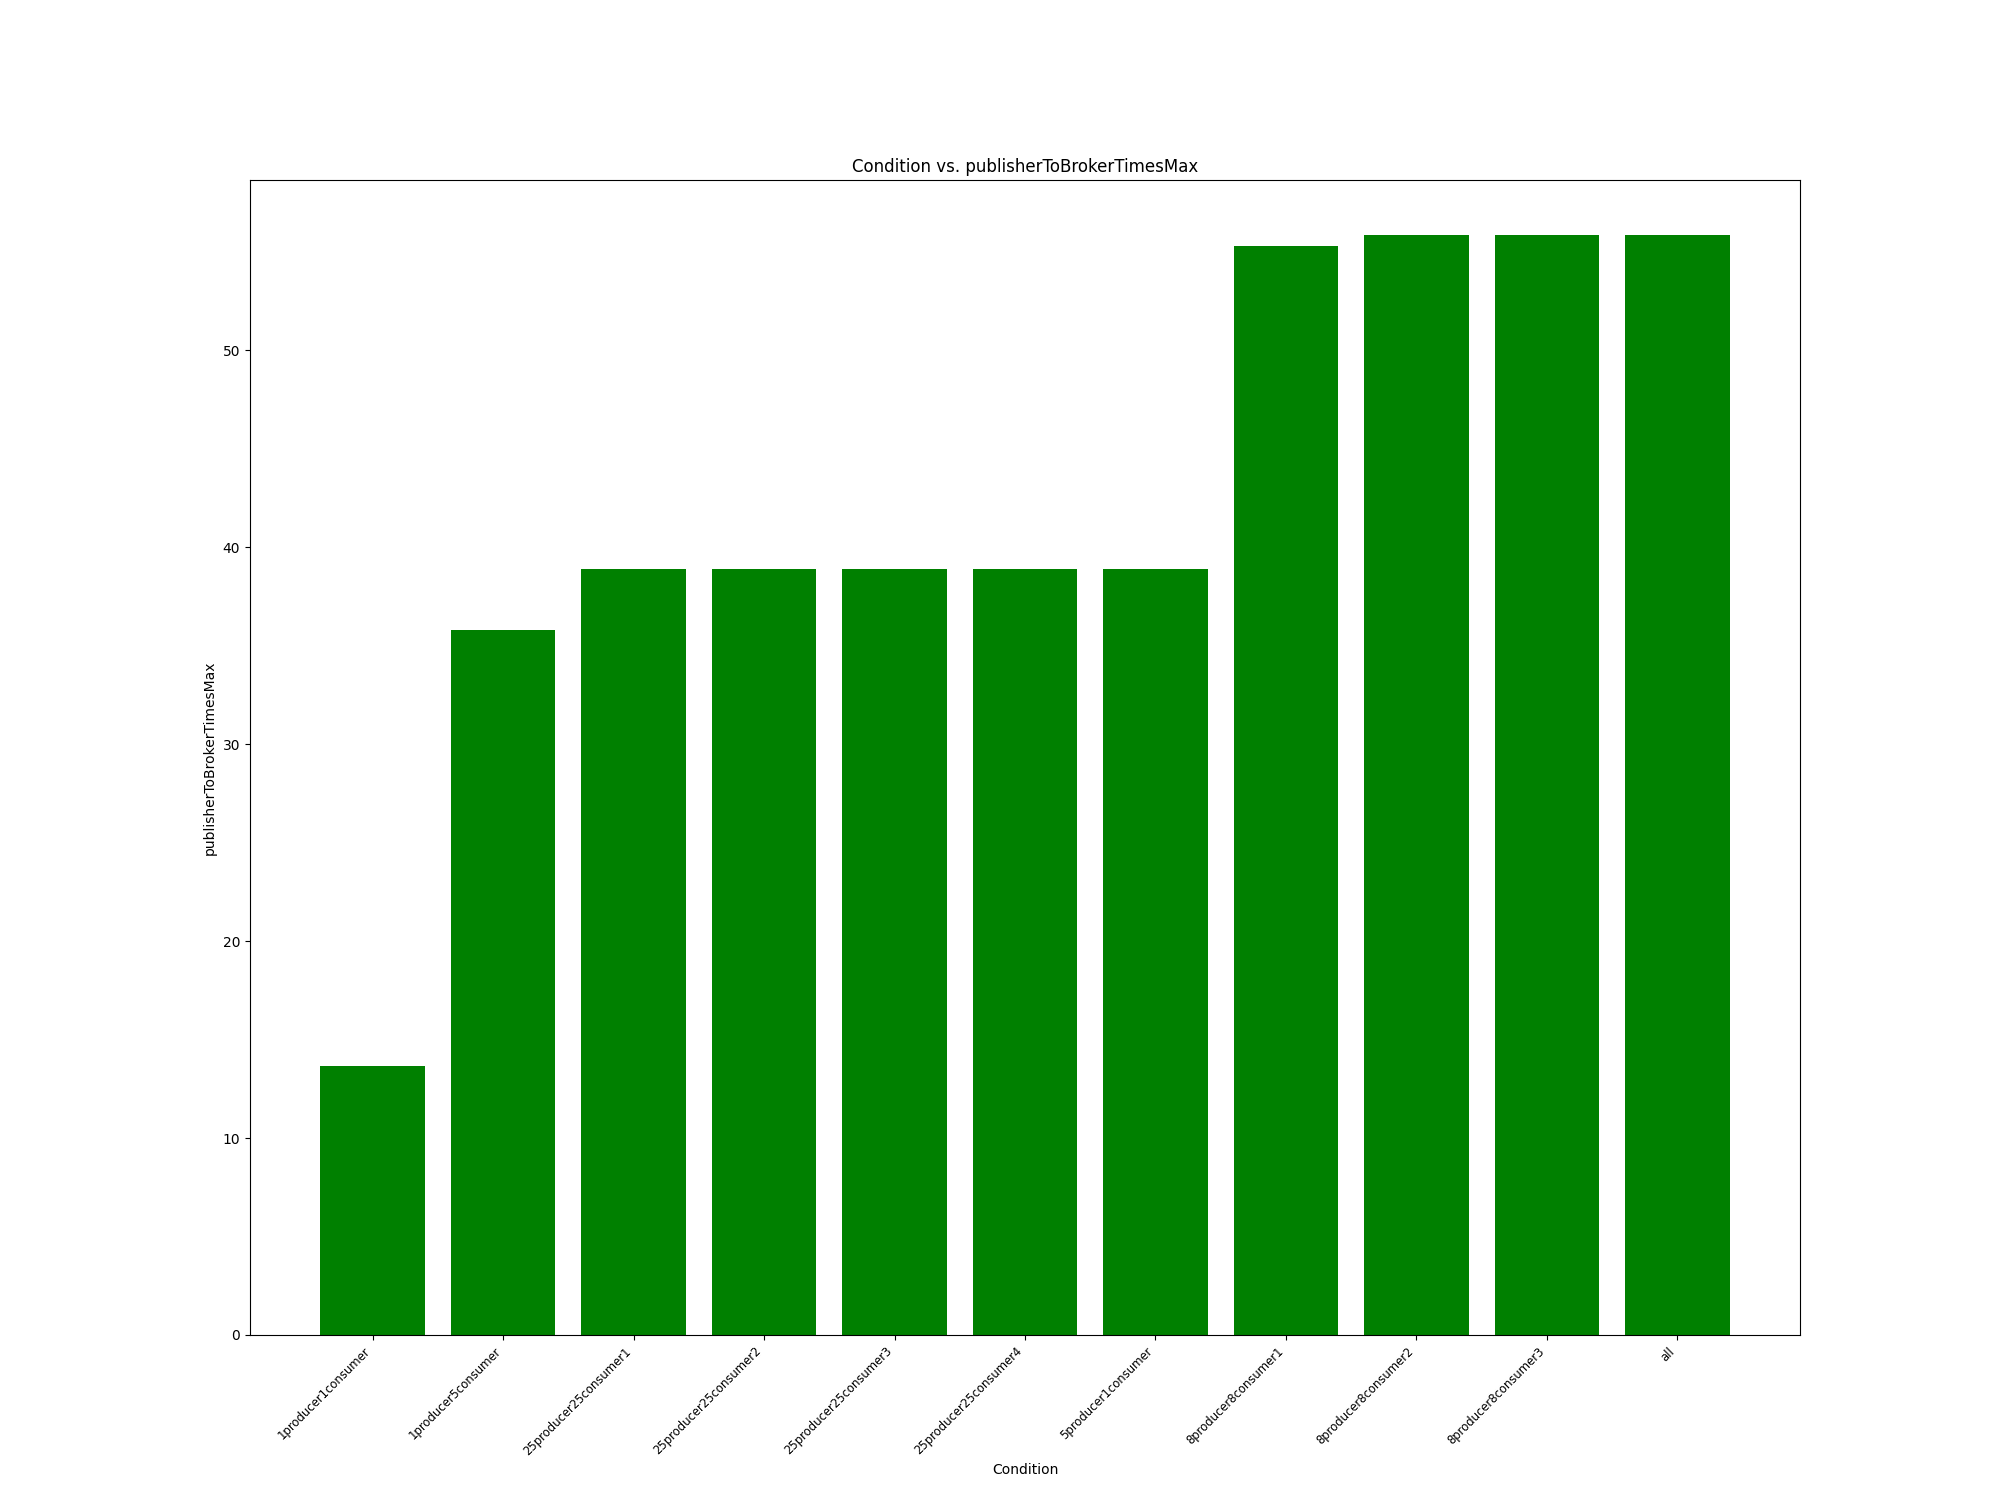 Condition vs. publisherToBrokerTimesMax
publisherToBrokerTimesMax
50
40
30
20
10
0
1producer1consumer
1producer5consumer
25producer25consumer1
25producer25consumer2
25producer25consumer3
25producer25consumer4
5producer1consumer
8producer8consumer1
8producer8consumer2
8producer8consumer3
all
Condition